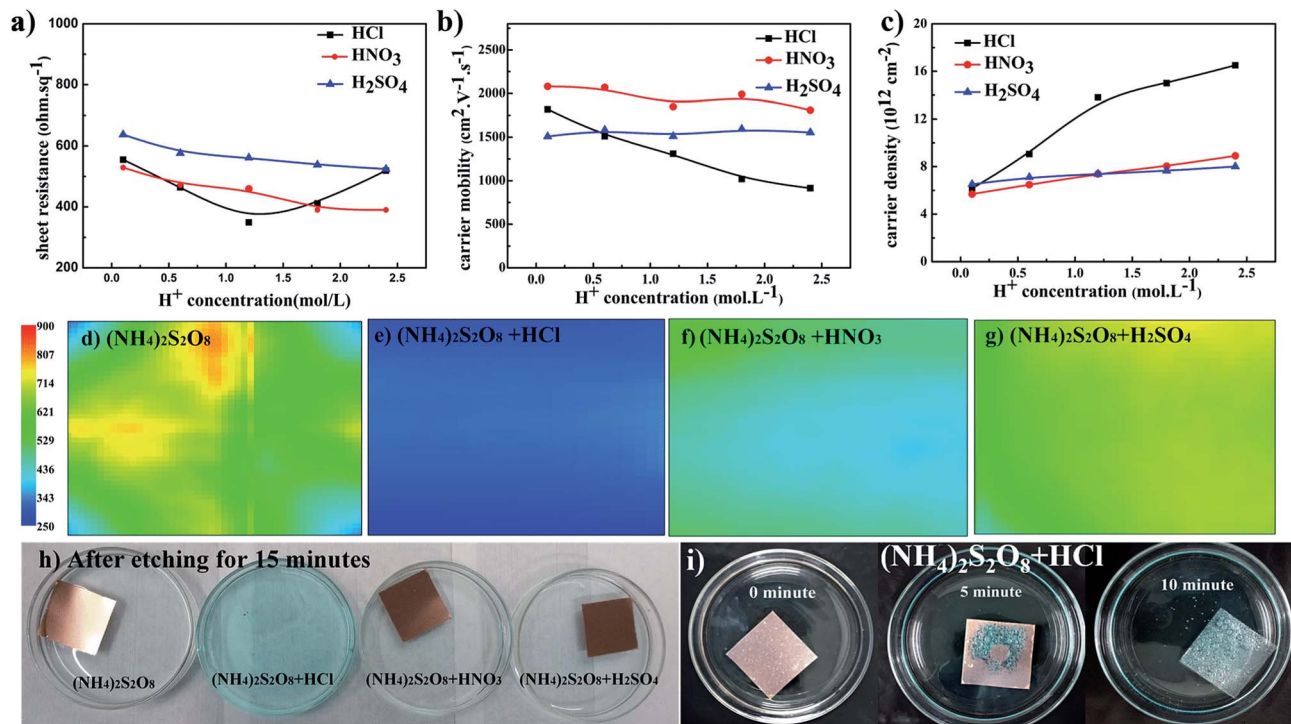 a)
1000
800
600
400
200
sheet resistance (ohm.sq⁻¹)
HCl
HNO₃
H₂SO₄
0.0 0.5 1.0 1.5 2.0 2.5
H⁺ concentration(mol/L)
b)
2500
2000
1500
1000
500
0
carrier mobility (cm².V⁻¹.s⁻¹)
HCl
HNO₃
H₂SO₄
0.0 0.5 1.0 1.5 2.0 2.5
H⁺ concentration (mol.L⁻¹)
c)
20
16
12
8
4
0
carrier density (10¹² cm⁻²)
HCl
HNO₃
H₂SO₄
0.0 0.5 1.0 1.5 2.0 2.5
H⁺ concentration (mol.L⁻¹)
900
807
714
621
529
436
343
250
d) (NH₄)₂S₂O₈
e) (NH₄)₂S₂O₈ +HCl
f) (NH₄)₂S₂O₈ +HNO₃
g) (NH₄)₂S₂O₈+H₂SO₄
h) After etching for 15 minutes
(NH₄)₂S₂O₈
(NH₄)₂S₂O₈+HCl
(NH₄)₂S₂O₈+HNO₃
(NH₄)₂S₂O₈+H₂SO₄
i)
(NH₄)₂S₂O₈+HCl
0 minute
5 minute
10 minute